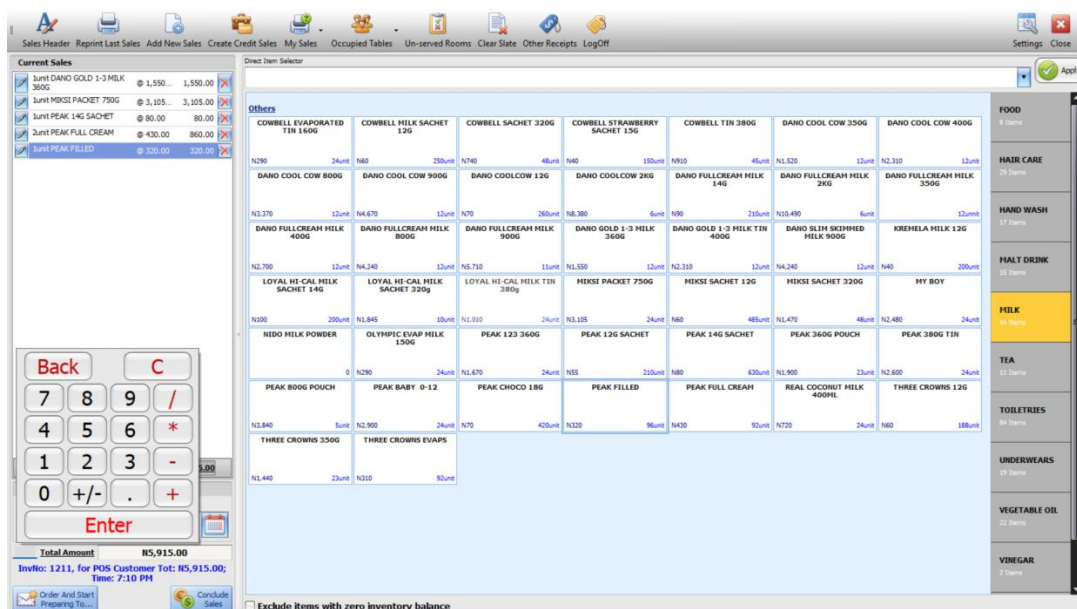 Sales Header Reprint Last Sales Add New Sales Create Credit Sales My Sales Occupied Tables Un-served Rooms Clear Slate Other Receipts LogOff Settings Close
Current Sales
1unit DANO GOLD 1-3 MILK 360G @ 1,550... 1,550.00
1unit MIKSI PACKET 750G @ 3,105... 3,105.00
1unit PEAK 14G SACHET @ 80.00 80.00
2unit PEAK FULL CREAM @ 430.00 860.00
1unit PEAK FILLED @ 320.00 320.00
Back C
7 8 9 /
4 5 6 *
1 2 3 -
0 +/- . +
Enter
5.00
Total Amount N5,915.00
InvNo: 1211, for POS Customer Tot: N5,915.00;
Time: 7:10 PM
Order And Start
Preparing To...
Conclude
Sales
Direct Item Selector
Appl
Others
COWBELL EVAPORATED TIN 160G N290 24unit
COWBELL MILK SACHET 12G N60 250unit
COWBELL SACHET 320G N740 48unit
COWBELL STRAWBERRY SACHET 15G N40 150unit
COWBELL TIN 380G N910 45unit
DANO COOL COW 350G N1,520 12unit
DANO COOL COW 400G N2,310 12unit
DANO COOL COW 800G N3,370 12unit
DANO COOL COW 900G N4,670 12unit
DANO COOLCOW 12G N70 260unit
DANO COOLCOW 2KG N8,380 6unit
DANO FULLCREAM MILK 14G N90 210unit
DANO FULLCREAM MILK 2KG N10,490 6unit
DANO FULLCREAM MILK 350G 12unnit
DANO FULLCREAM MILK 400G N2,700 12unit
DANO FULLCREAM MILK 800G N4,240 12unit
DANO FULLCREAM MILK 900G N5,710 11unit
DANO GOLD 1-3 MILK 360G N1,550 12unit
DANO GOLD 1-3 MILK TIN 400G N2,310 12unit
DANO SLIM SKIMMED MILK 900G N4,240 12unit
KREMELA MILK 12G N40 200unit
LOYAL HI-CAL MILK SACHET 14G N100 200unit
LOYAL HI-CAL MILK SACHET 320g N1,845 10unit
LOYAL HI-CAL MILK TIN 380g N1,010 24unit
MIKSI PACKET 750G N3,105 24unit
MIKSI SACHET 12G N60 485unit
MIKSI SACHET 320G N1,470 48unit
MY BOY N2,480 24unit
NIDO MILK POWDER 0
OLYMPIC EVAP MILK 150G N290 24unit
PEAK 123 360G N1,670 24unit
PEAK 12G SACHET N55 210unit
PEAK 14G SACHET N80 630unit
PEAK 360G POUCH N1,900 23unit
PEAK 380G TIN N2,600 24unit
PEAK 800G POUCH N3,840 5unit
PEAK BABY 0-12 N2,900 24unit
PEAK CHOCO 18G N70 420unit
PEAK FILLED N320 96unit
PEAK FULL CREAM N430 92unit
REAL COCONUT MILK 400ML N720 24unit
THREE CROWNS 12G N60 188unit
THREE CROWNS 350G N1,440 23unit
THREE CROWNS EVAPS N310 92unit
Exclude items with zero inventory balance
FOOD
8 Items
HAIR CARE
29 Items
HAND WASH
17 Items
MALT DRINK
15 Items
MILK
44 Items
TEA
11 Items
TOILETRIES
84 Items
UNDERWEARS
19 Items
VEGETABLE OIL
22 Items
VINEGAR
2 Items